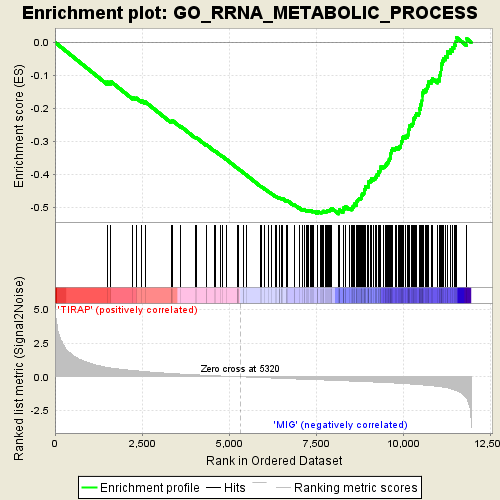 Enrichment plot: GO_RRNA_METABOLIC_PROCESS
Enrichment score (ES)
0.0
-0.1
-0.2
-0.3
-0.4
-0.5
Ranked list metric (Signal2Noise)
'TIRAP' (positively correlated)
5.0
2.5
0.0
-2.5
Zero cross at 5320
'MIG' (negatively correlated)
0
2,500
5,000
7,500
10,000
12,500
Rank in Ordered Dataset
Enrichment profile
Hits
Ranking metric scores